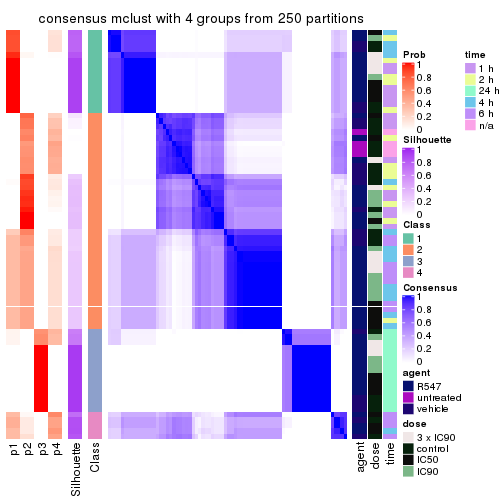 consensus mclust with 4 groups from 250 partitions
Prob
1
0.8
0.6
0.4
0.2
0
Silhouette
1
0.8
0.6
0.4
0.2
0
Class
1
2
3
4
Consensus
1
0.8
0.6
0.4
0.2
0
agent
R547
untreated
vehicle
dose
3 x IC90
control
IC50
IC90
time
1 h
2 h
24 h
4 h
6 h
n/a
p1
p2
p3
p4
Silhouette
Class
agent
dose
time